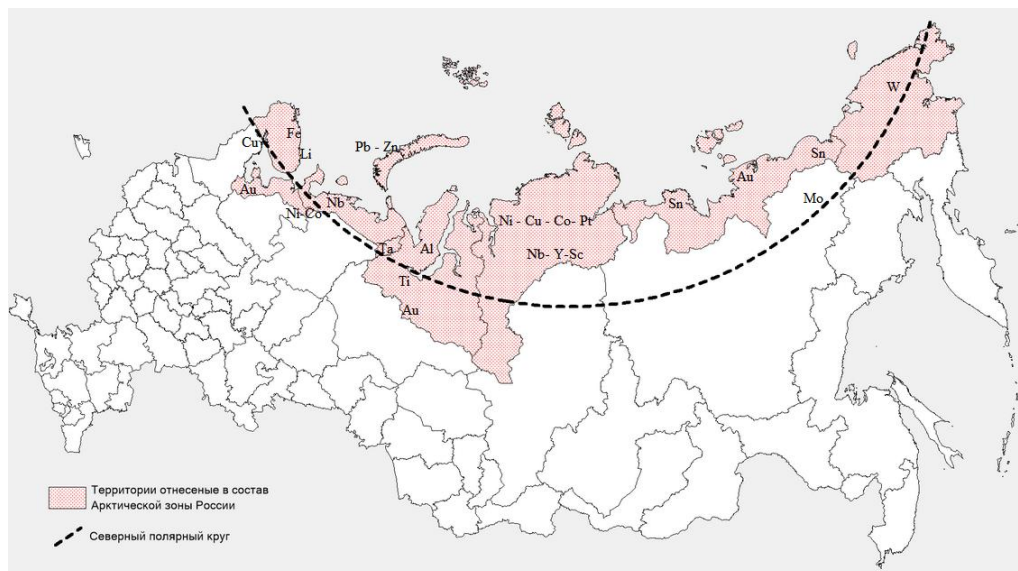 W
Fe
Cu
Pb - Zn
Li
Sn
Au
Au
Nb
Sn
Mo
Ni-Co
Ni - Cu - Co- Pt
Ta
Al
Nb- Y-Sc
Ti
Au
Территории отнесеные в состав
Арктической зоны России
Северный полярный круг